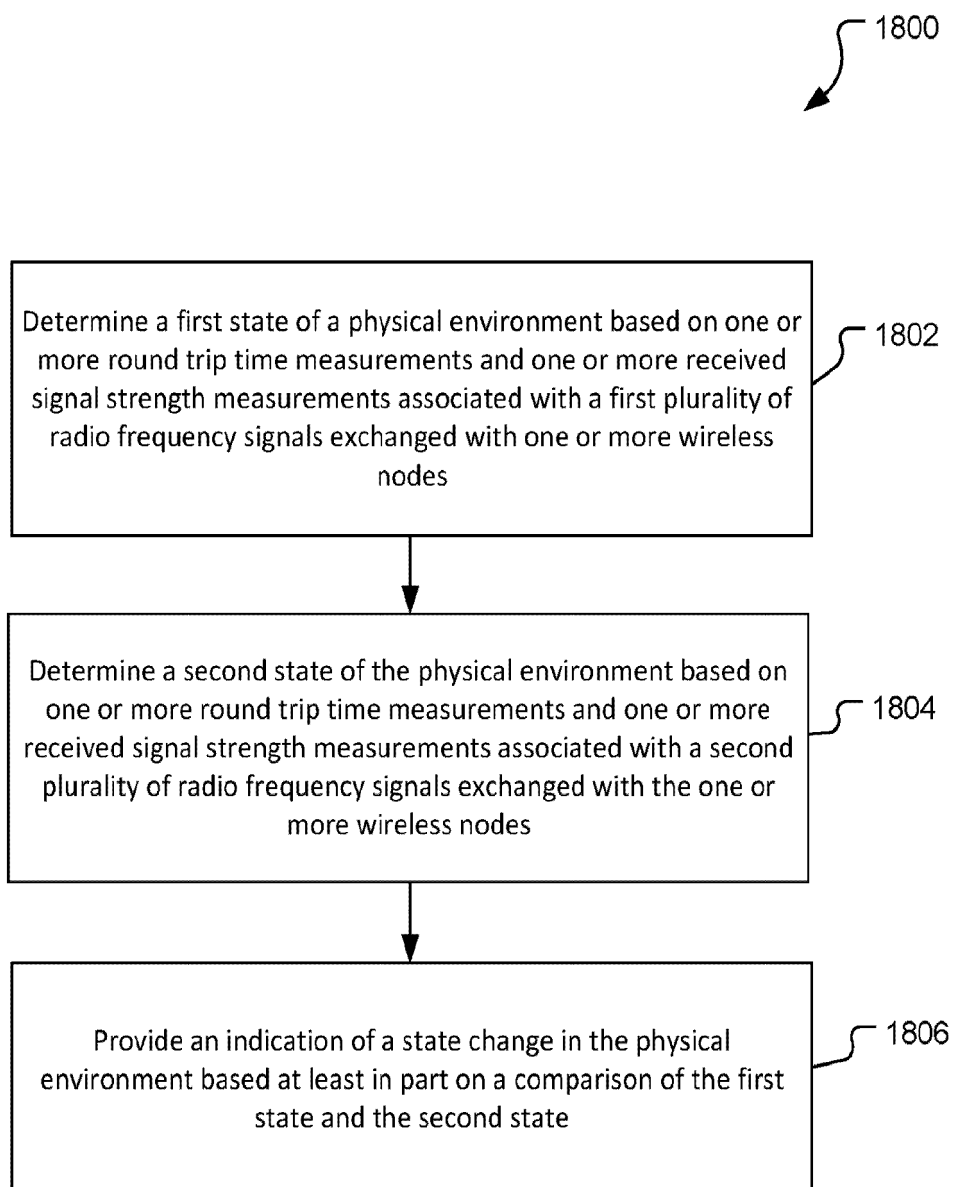 1800
Determine a first state of a physical environment based on one or
more round trip time measurements and one or more received
signal strength measurements associated with a first plurality of
radio frequency signals exchanged with one or more wireless
nodes
1802
Determine a second state of the physical environment based on
one or more round trip time measurements and one or more
received signal strength measurements associated with a second
plurality of radio frequency signals exchanged with the one or
more wireless nodes
1804
Provide an indication of a state change in the physical
environment based at least in part on a comparison of the first
state and the second state
1806